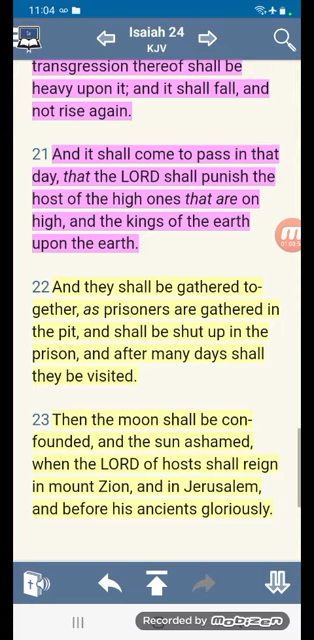 11:04
Isaiah 24
KJV
transgression thereof shall be
heavy upon it; and it shall fall, and
not rise again.
21 And it shall come to pass in that
day, that the LORD shall punish the
host of the high ones that are on
high, and the kings of the earth
upon the earth.
22 And they shall be gathered to-
gether, as prisoners are gathered in
the pit, and shall be shut up in the
prison, and after many days shall
they be visited.
23 Then the moon shall be con-
founded, and the sun ashamed,
when the LORD of hosts shall reign
in mount Zion, and in Jerusalem,
and before his ancients gloriously.
Recorded by mobizen